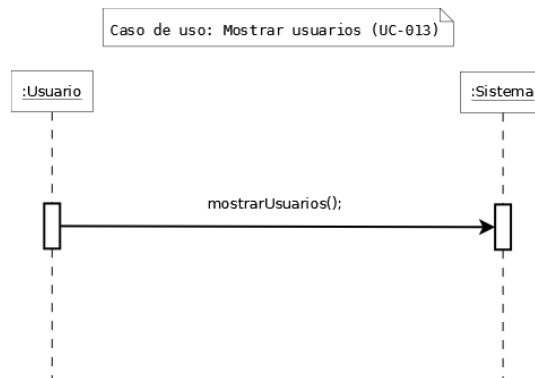 Caso de uso: Mostrar usuarios (UC-013)
:Usuario
:Sistema
mostrarUsuarios();